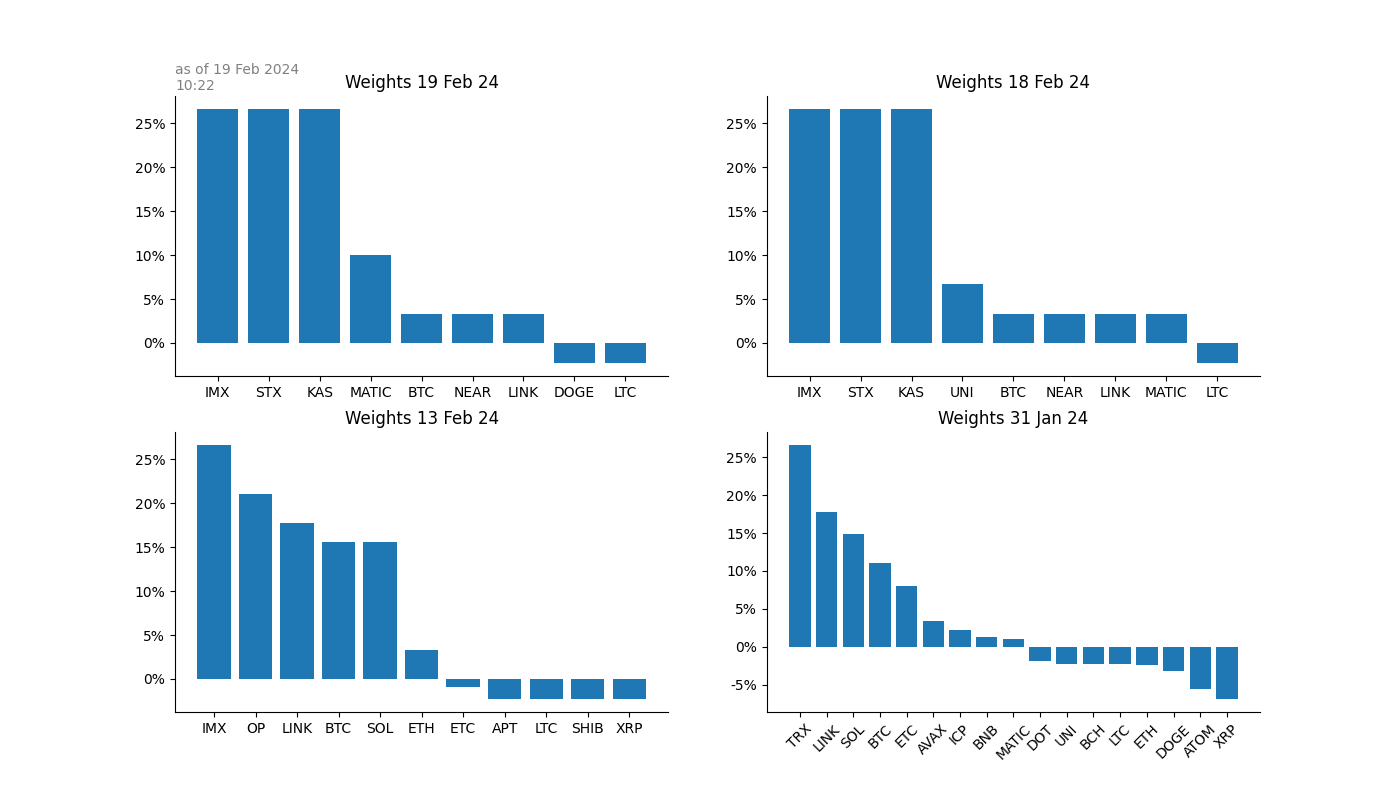 as of 19 Feb 2024
10:22
Weights 19 Feb 24
25%
20%
15%
10%
5%
0%
IMX STX KAS MATIC BTC NEAR LINK DOGE LTC
Weights 18 Feb 24
25%
20%
15%
10%
5%
0%
IMX STX KAS UNI BTC NEAR LINK MATIC LTC
Weights 13 Feb 24
25%
20%
15%
10%
5%
0%
IMX OP LINK BTC SOL ETH ETC APT LTC SHIB XRP
Weights 31 Jan 24
25%
20%
15%
10%
5%
0%
-5%
TRX LINK SOL BTC ETC AVAX ICP BNB MATIC DOT UNI BCH LTC ETH DOGE ATOM XRP